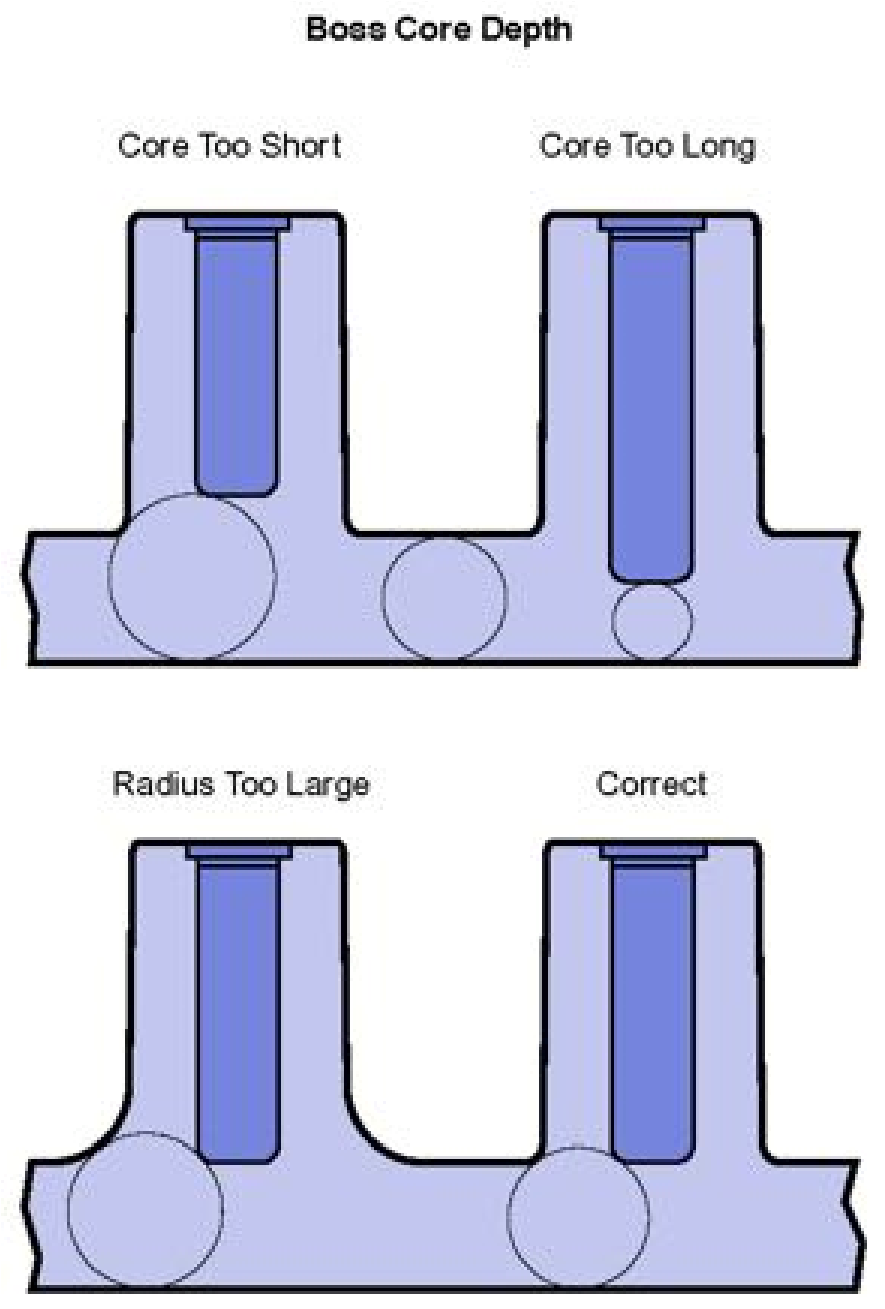 Boss Core Depth
Core Too Short
Core Too Long
Radius Too Large
Correct